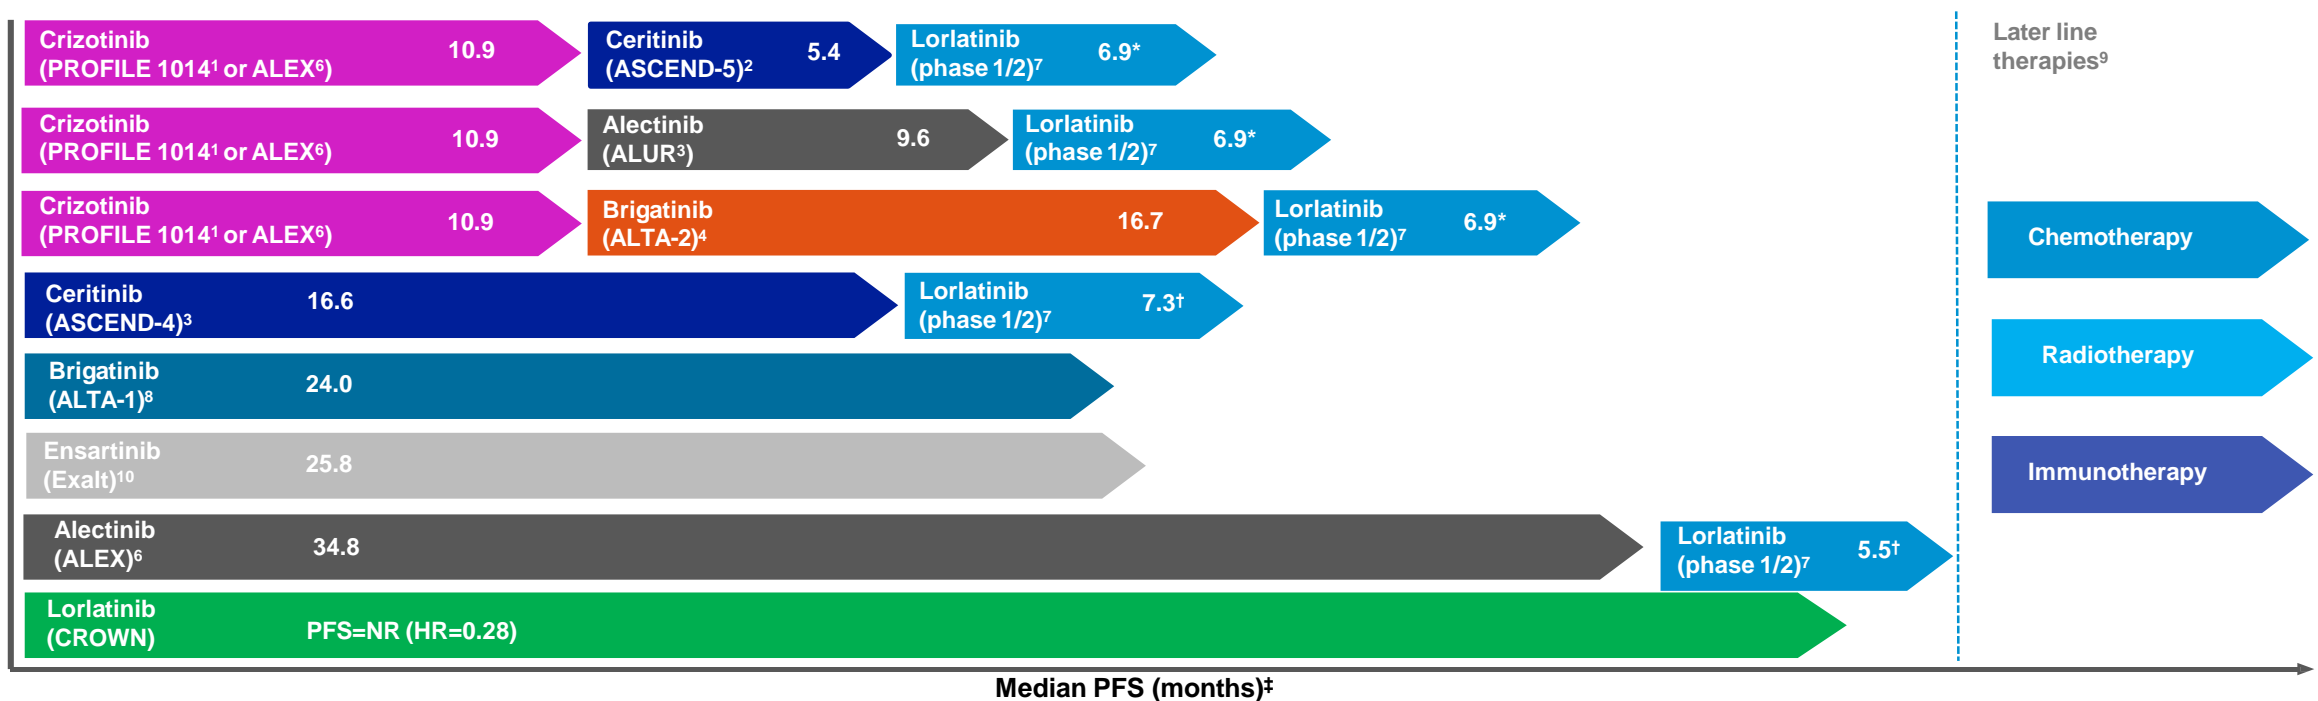 Crizotinib
(PROFILE 1014¹ or ALEX⁶)
10.9
Ceritinib
(ASCEND-5)²
5.4
Lorlatinib
(phase 1/2)⁷
6.9*
Later line
therapies⁹
Crizotinib
(PROFILE 1014¹ or ALEX⁶)
10.9
Alectinib
(ALUR³)
9.6
Lorlatinib
(phase 1/2)⁷
6.9*
Crizotinib
(PROFILE 1014¹ or ALEX⁶)
10.9
Brigatinib
(ALTA-2)⁴
16.7
Lorlatinib
(phase 1/2)⁷
6.9*
Chemotherapy
Ceritinib
(ASCEND-4)³
16.6
Lorlatinib
(phase 1/2)⁷
7.3†
Radiotherapy
Brigatinib
(ALTA-1)⁸
24.0
Ensartinib
(Exalt)¹⁰
25.8
Immunotherapy
Alectinib
(ALEX)⁶
34.8
Lorlatinib
(phase 1/2)⁷
5.5†
Lorlatinib
(CROWN)
PFS=NR (HR=0.28)
Median PFS (months)‡